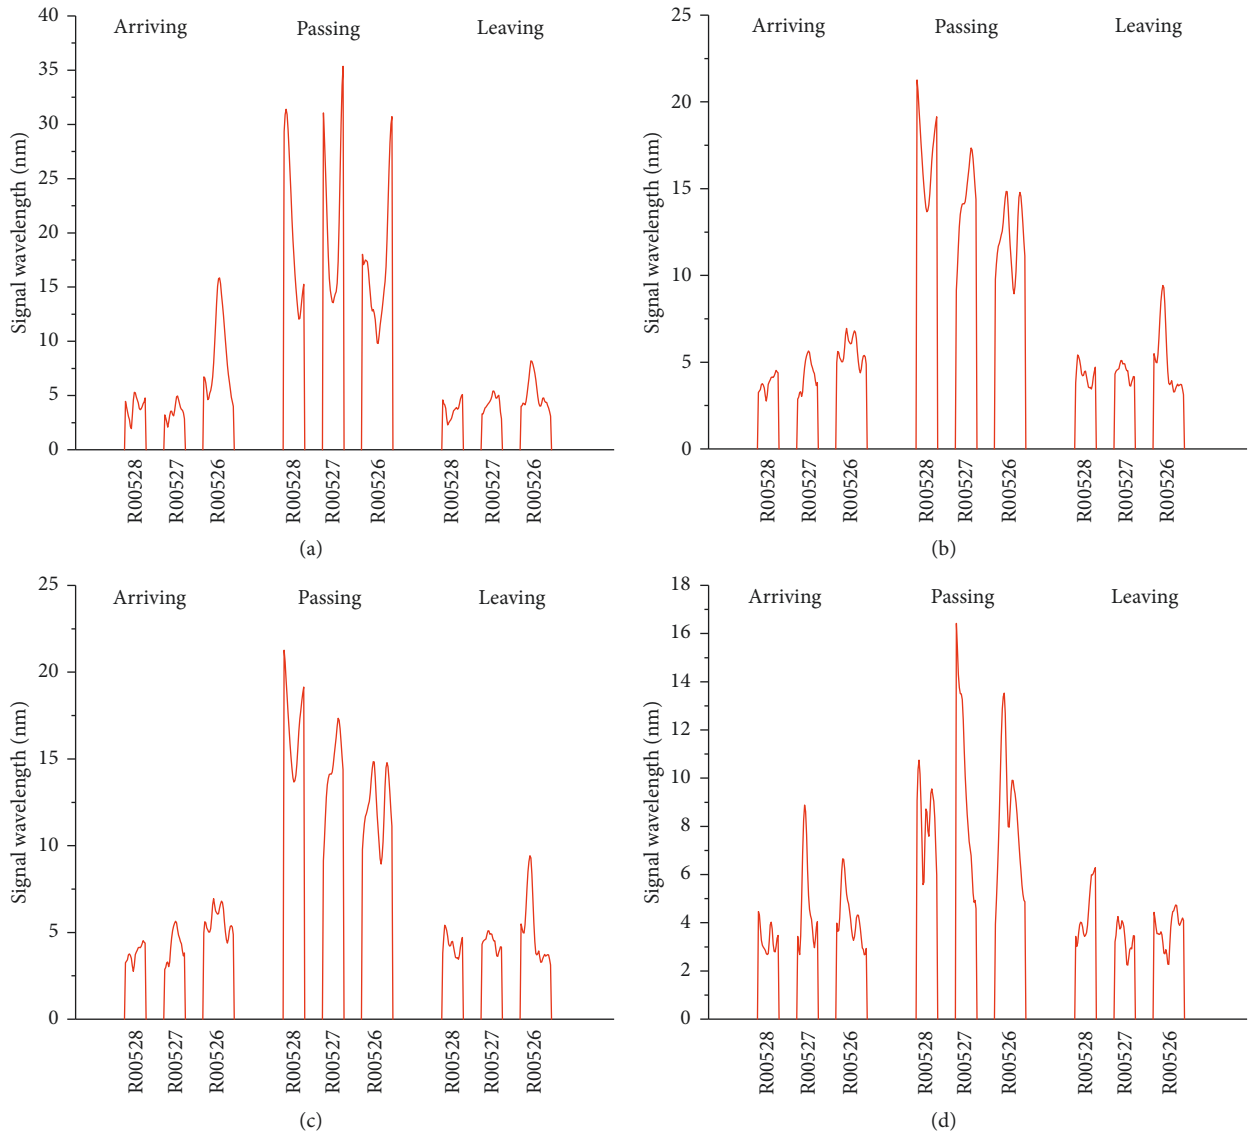 Arriving Passing Leaving
Signal wavelength (nm)
40
35
30
25
20
15
10
5
0
R00528 R00527 R00526 R00528 R00527 R00526 R00528 R00527 R00526
(a)
Arriving Passing Leaving
Signal wavelength (nm)
25
20
15
10
5
0
R00528 R00527 R00526 R00528 R00527 R00526 R00528 R00527 R00526
(b)
Arriving Passing Leaving
Signal wavelength (nm)
25
20
15
10
5
0
R00528 R00527 R00526 R00528 R00527 R00526 R00528 R00527 R00526
(c)
Arriving Passing Leaving
Signal wavelength (nm)
18
16
14
12
10
8
6
4
2
0
R00528 R00527 R00526 R00528 R00527 R00526 R00528 R00527 R00526
(d)